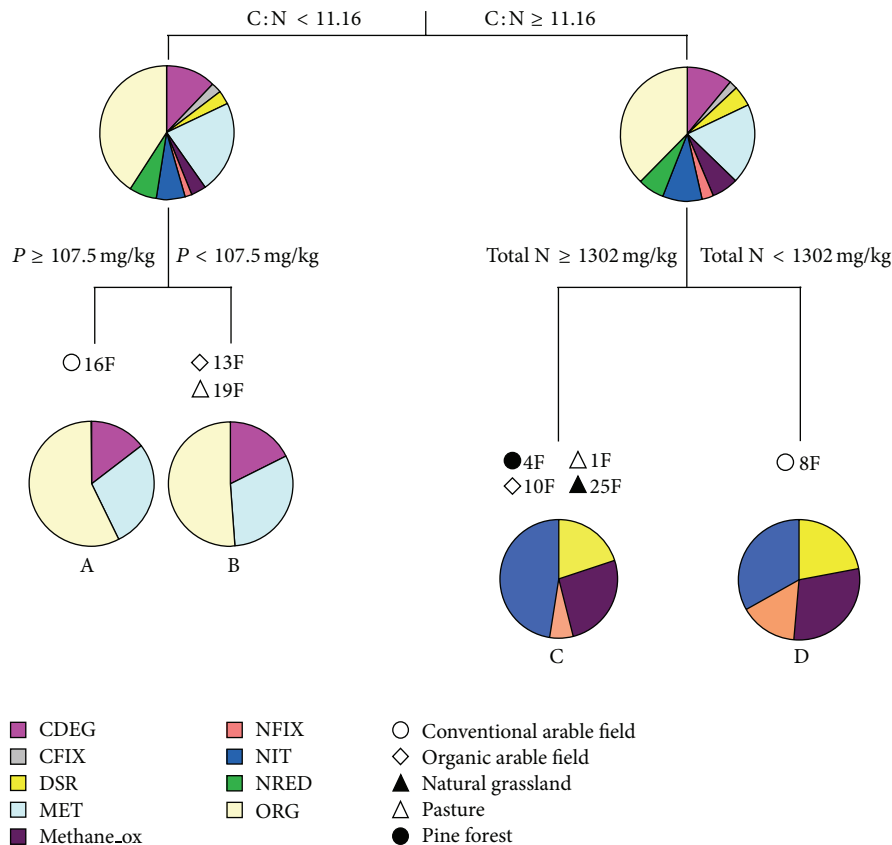 C:N < 11.16 C:N ≥ 11.16
P ≥ 107.5 mg/kg P < 107.5 mg/kg
Total N ≥ 1302 mg/kg Total N < 1302 mg/kg
16F
13F
19F
4F 1F
10F 25F
8F
A
B
C
D
CDEG
CFIX
DSR
MET
Methane_ox
NFIX
NIT
NRED
ORG
Conventional arable field
Organic arable field
Natural grassland
Pasture
Pine forest